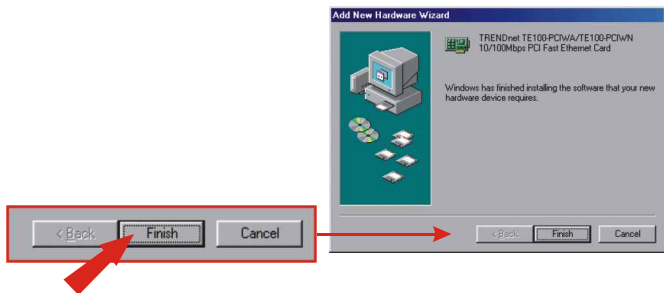 Add New Hardware Wizard
TRENDnet TE100-PCIWA/TE100-PCIWN
10/100Mbps PCI Fast Ethernet Card
Windows has finished installing the software that your new
hardware device requires.
< Back Finish Cancel
< Back Finish Cancel